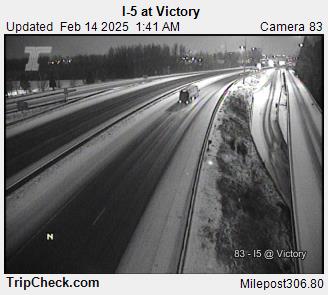 I-5 at Victory
Updated  Feb 14 2025  1:41 AM    Camera 83
N
83 - I5 @ Victory
TripCheck.com    Milepost306.80